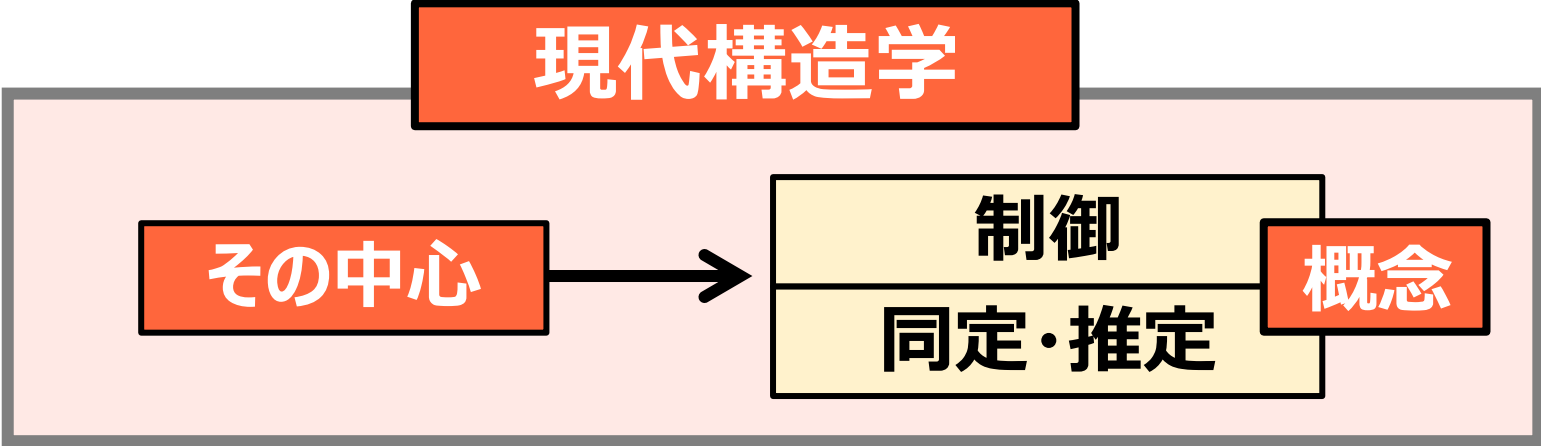 現代構造学
その中心
制御
同定・推定
概念